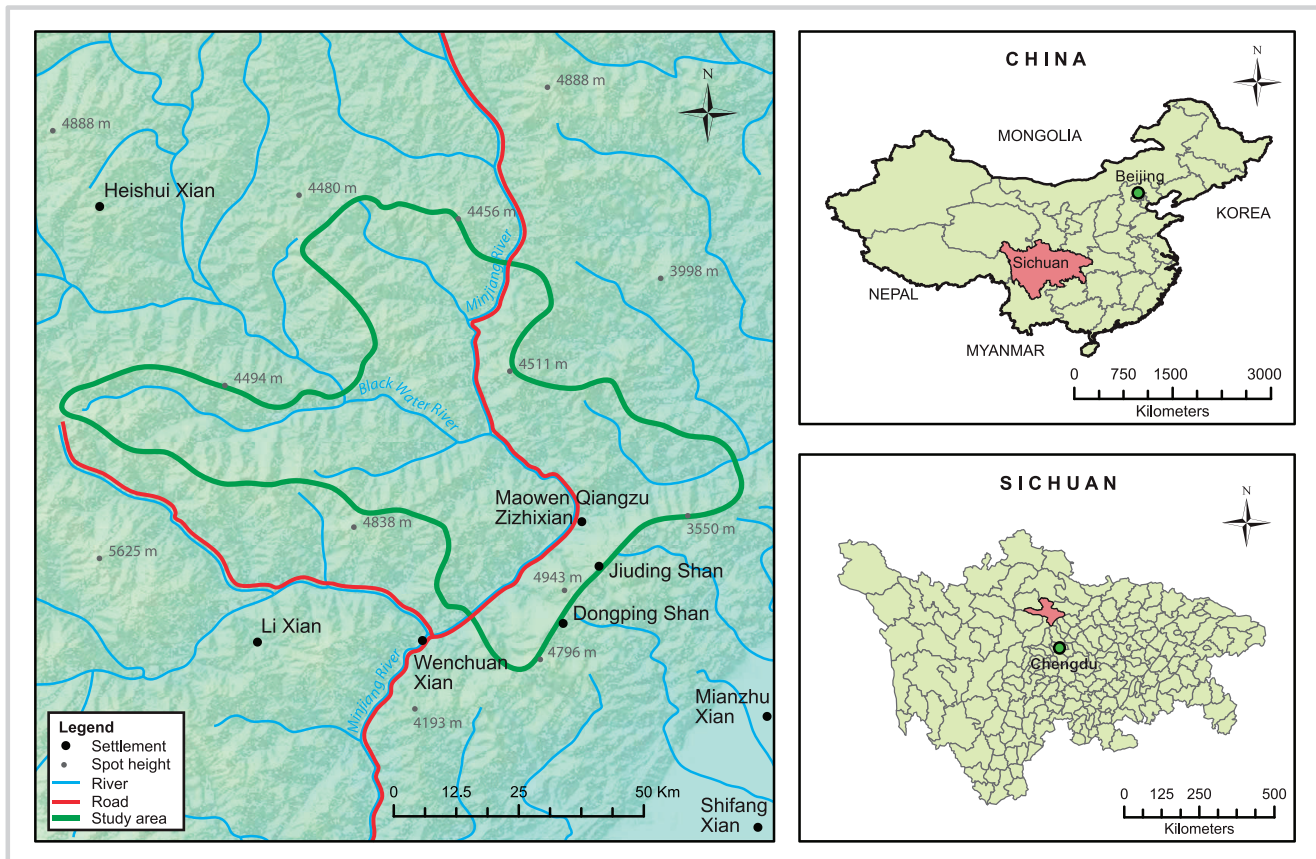 N
4888 m
4888 m
Heishui Xian
4480 m
4456 m
Minjiang River
3998 m
4511 m
4494 m
Black Water River
Maowen Qiangzu
Zizhixian
4838 m
3550 m
5625 m
Jiuding Shan
4943 m
Dongping Shan
Li Xian
Wenchuan
Xian
4796 m
Minjiang River
4193 m
Mianzhu
Xian
Legend
Settlement
Spot height
River
Road
Study area
0 12.5 25 50 Km
Shifang
Xian
CHINA
N
MONGOLIA
Beijing
KOREA
Sichuan
NEPAL
MYANMAR
0 750 1500 3000
Kilometers
SICHUAN
N
Chengdu
0 125 250 500
Kilometers